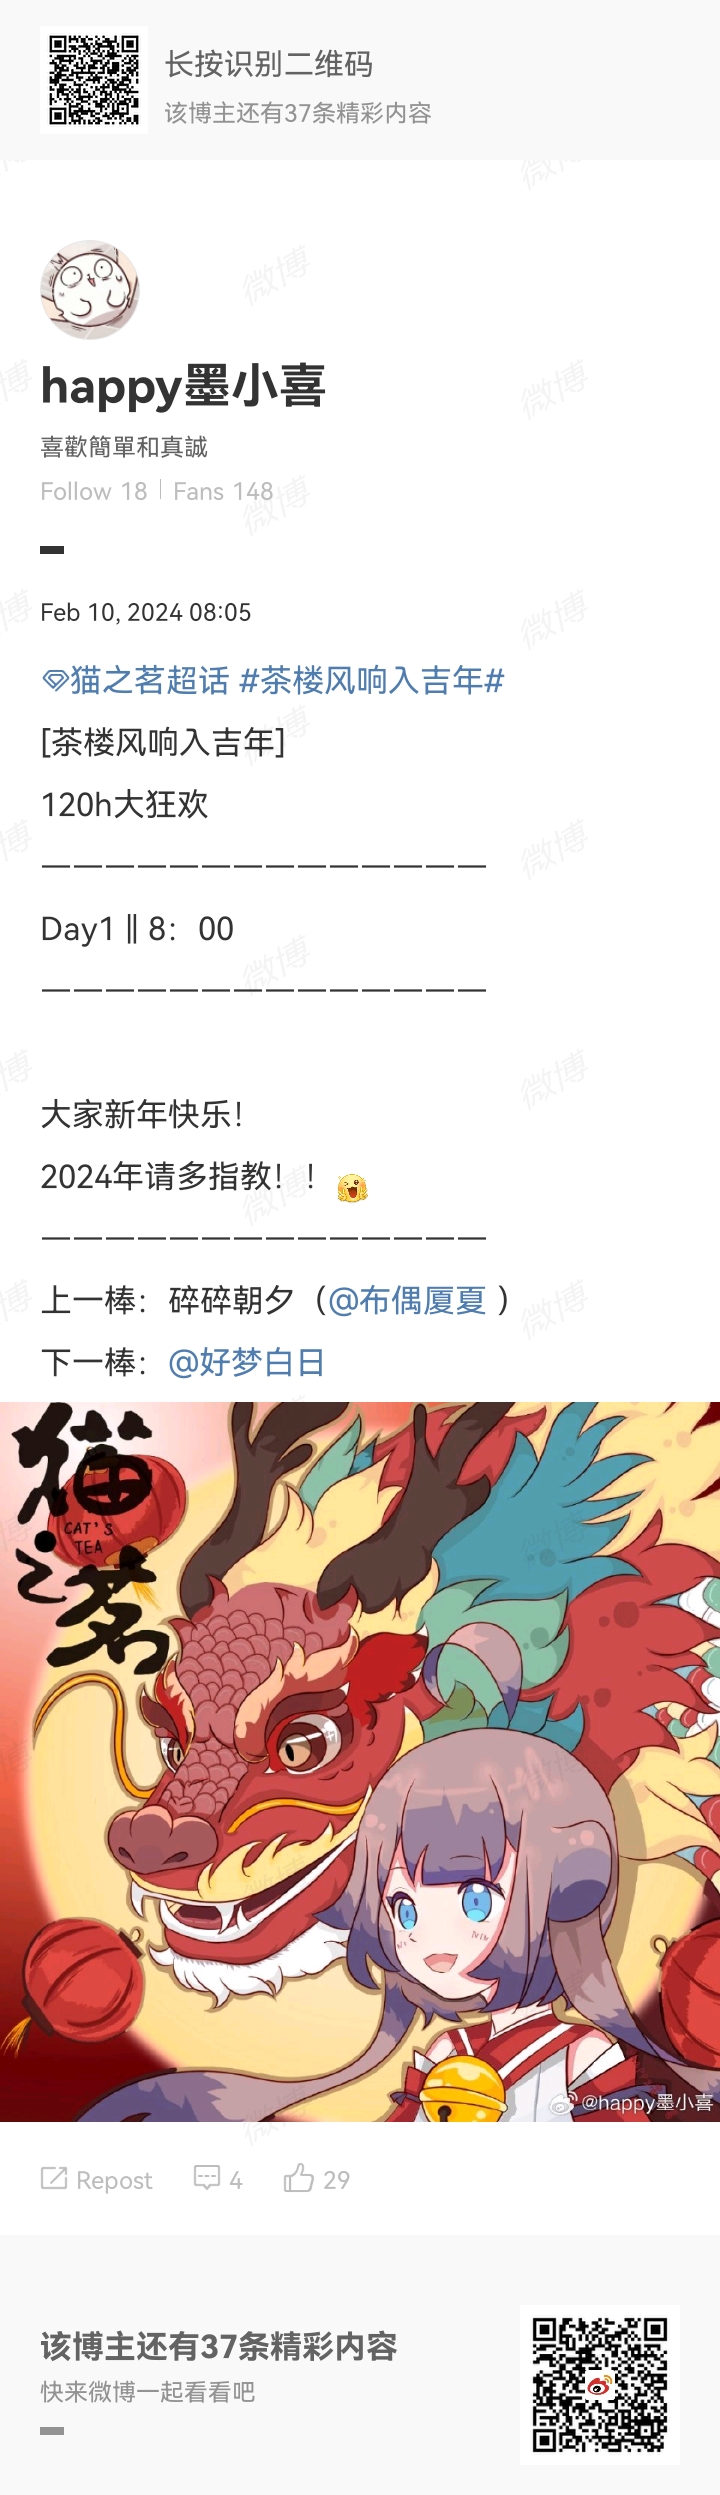 长按识别二维码
该博主还有37条精彩内容
happy墨小喜
喜歡簡單和真誠
Follow 18 | Fans 148
Feb 10, 2024 08:05
猫之茗超话 #茶楼风响入吉年#
[茶楼风响入吉年]
120h大狂欢
——————————————
Day1 || 8：00
——————————————
大家新年快乐！
2024年请多指教！！
——————————————
上一棒：碎碎朝夕（@布偶厦夏 ）
下一棒：@好梦白日
猫之茗
CAT'S
TEA
@happy墨小喜
Repost 4 29
该博主还有37条精彩内容
快来微博一起看看吧
微博